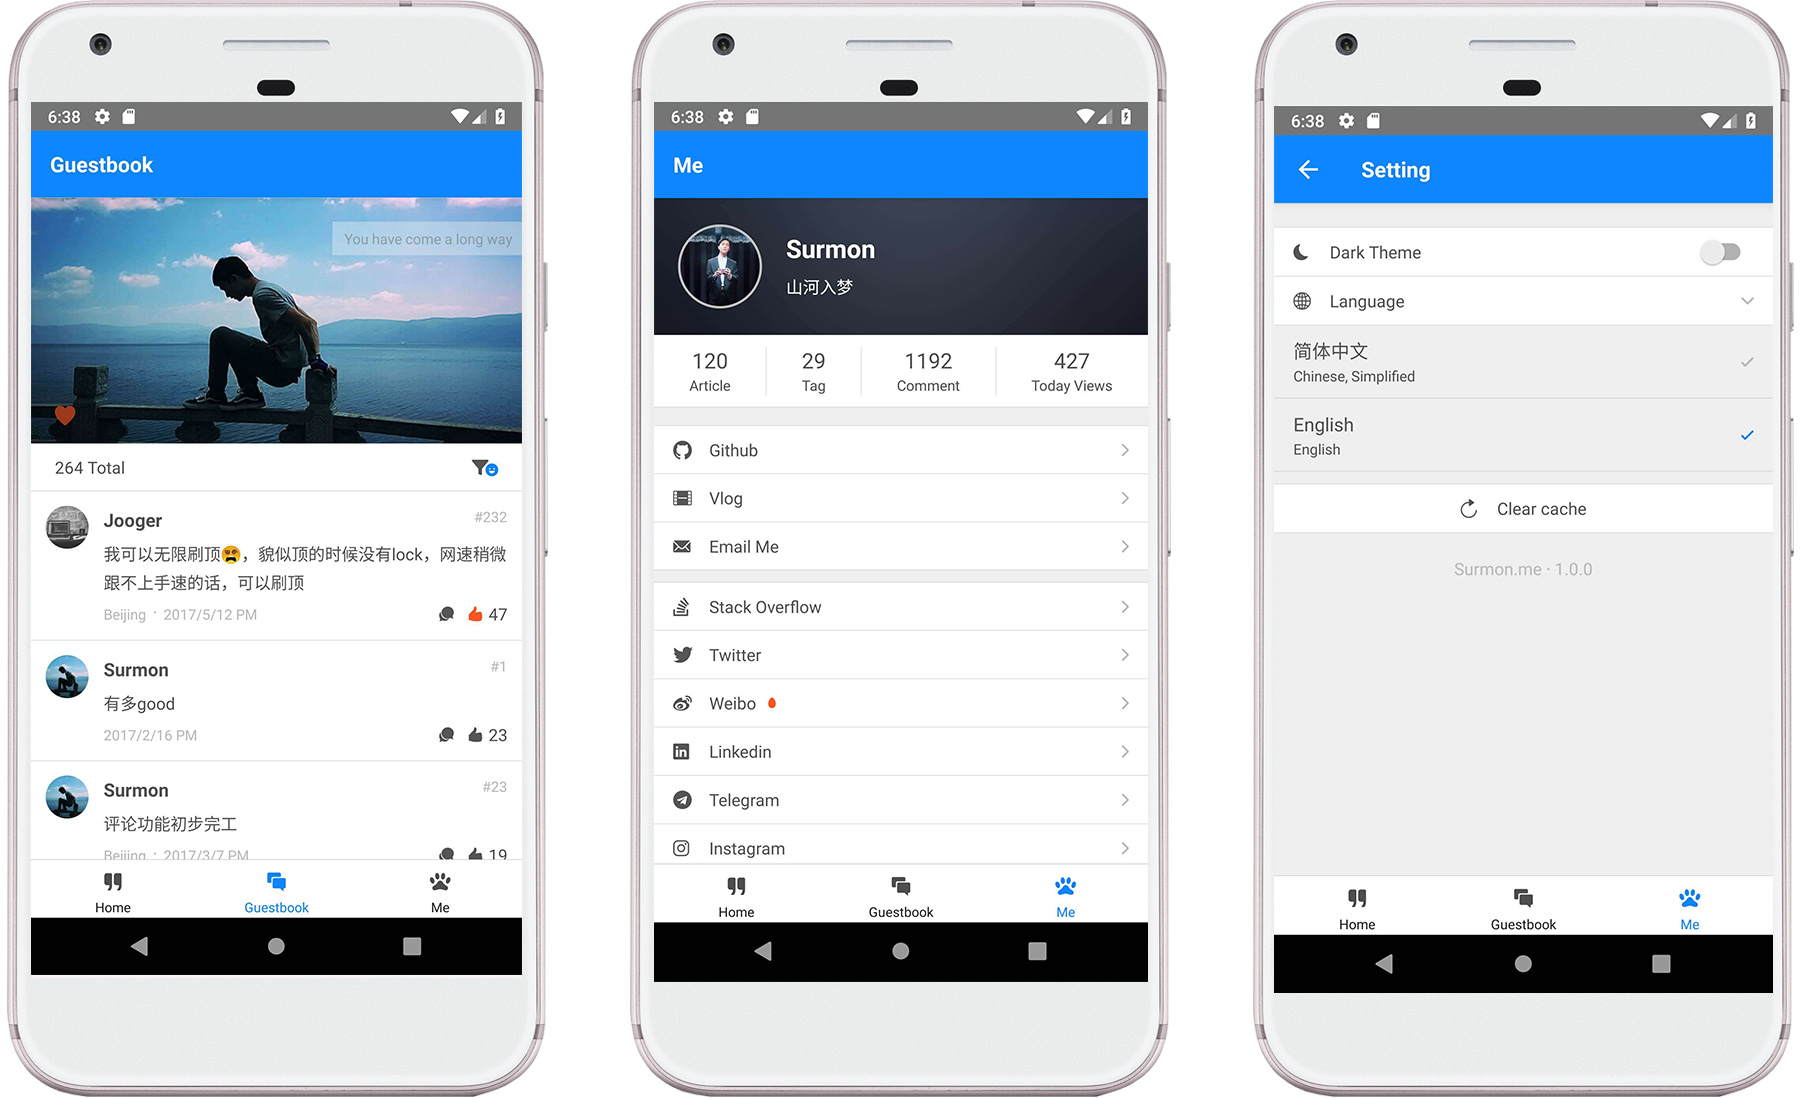 6:38
Guestbook
You have come a long way
264 Total
Jooger
#232
我可以无限刷顶😫，貌似顶的时候没有lock，网速稍微
跟不上手速的话，可以刷顶
Beijing · 2017/5/12 PM
47
Surmon
#1
有多good
2017/2/16 PM
23
Surmon
#23
评论功能初步完工
Beijing · 2017/3/7 PM
19
Home
Guestbook
Me
6:38
Me
Surmon
山河入梦
120
Article
29
Tag
1192
Comment
427
Today Views
Github
Vlog
Email Me
Stack Overflow
Twitter
Weibo
Linkedin
Telegram
Instagram
Home
Guestbook
Me
6:38
Setting
Dark Theme
Language
简体中文
Chinese, Simplified
English
English
Clear cache
Surmon.me · 1.0.0
Home
Guestbook
Me